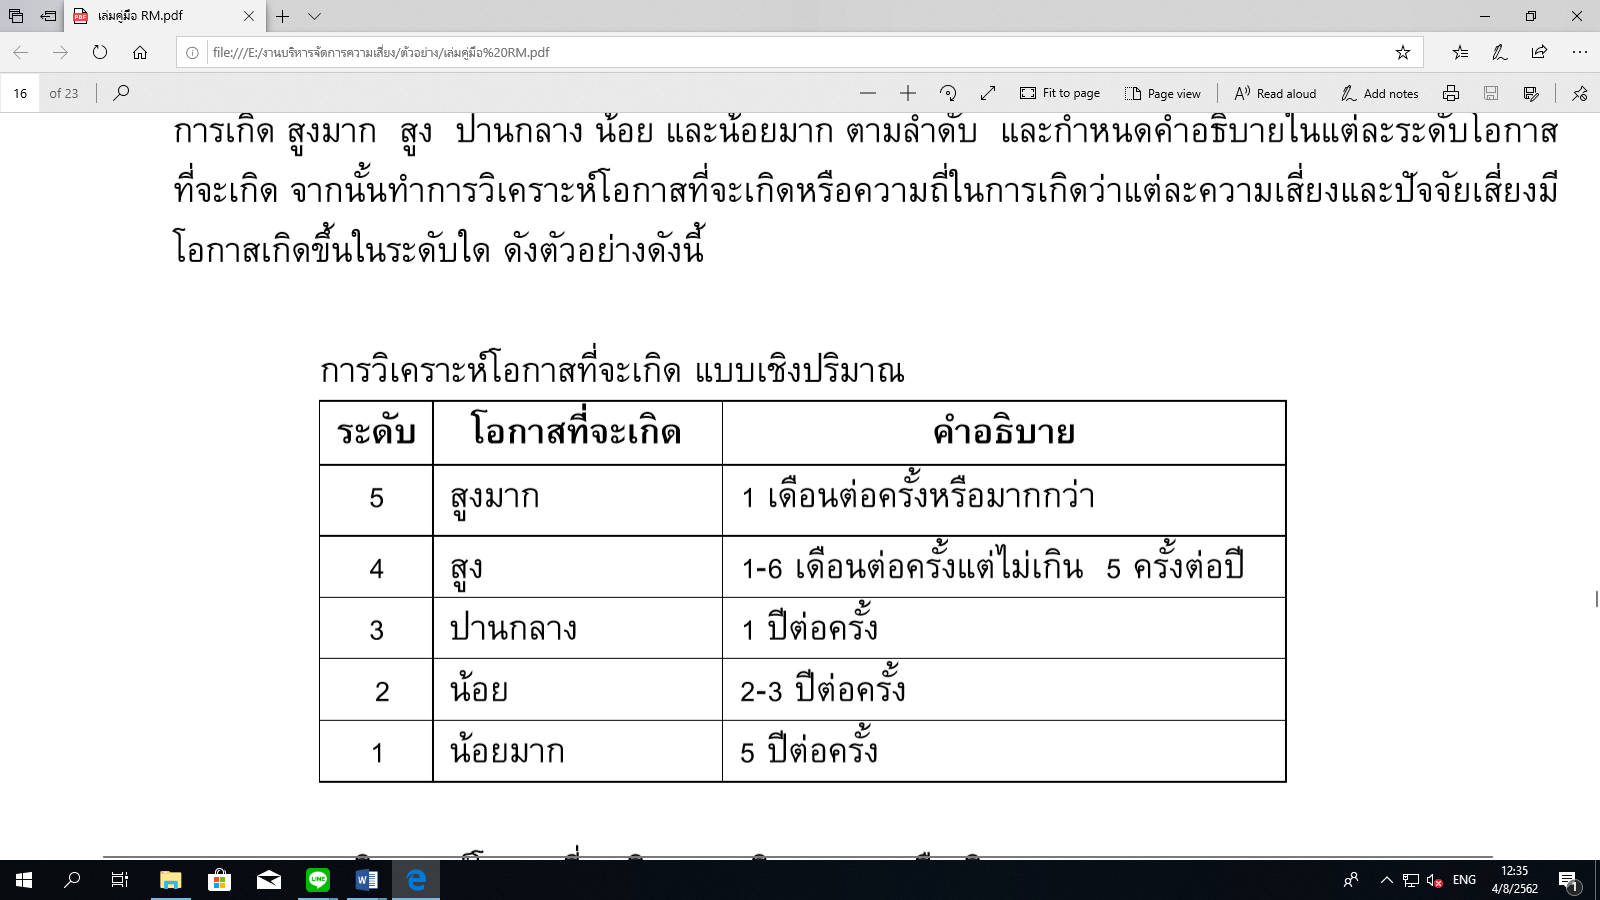 เล่มคู่มือ RM.pdf
file:///E:/งานบริหารจัดการความเสี่ยง/ตัวอย่าง/เล่มคู่มือ%20RM.pdf
16 of 23 Fit to page Page view Read aloud Add notes
การเกิด สูงมาก สูง ปานกลาง น้อย และน้อยมาก ตามลำดับ และกำหนดคำอธิบายในแต่ละระดับโอกาส
ที่จะเกิด จากนั้นทำการวิเคราะห์โอกาสที่จะเกิดหรือความถี่ในการเกิดว่าแต่ละความเสี่ยงและปัจจัยเสี่ยงมี
โอกาสเกิดขึ้นในระดับใด ดังตัวอย่างดังนี้
การวิเคราะห์โอกาสที่จะเกิด แบบเชิงปริมาณ
ระดับ โอกาสที่จะเกิด คำอธิบาย
5 สูงมาก 1 เดือนต่อครั้งหรือมากกว่า
4 สูง 1-6 เดือนต่อครั้งแต่ไม่เกิน 5 ครั้งต่อปี
3 ปานกลาง 1 ปีต่อครั้ง
2 น้อย 2-3 ปีต่อครั้ง
1 น้อยมาก 5 ปีต่อครั้ง
ENG
12:35
4/8/2562
1